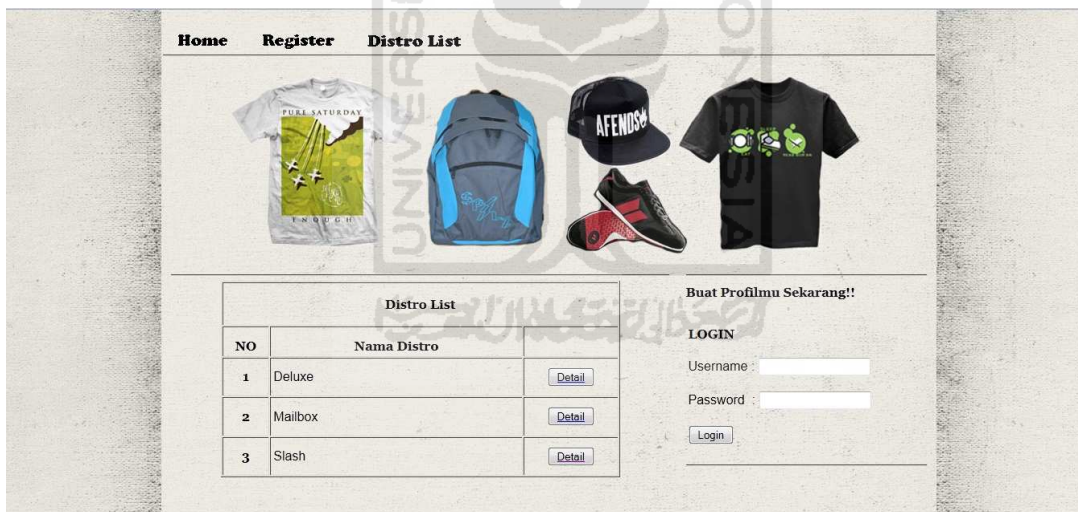 Home Register Distro List
PURE SATURDAY
ENOUGH
AFENDS
Distro List
NO Nama Distro
1 Deluxe Detail
2 Mailbox Detail
3 Slash Detail
Buat Profilmu Sekarang!!
LOGIN
Username :
Password :
Login